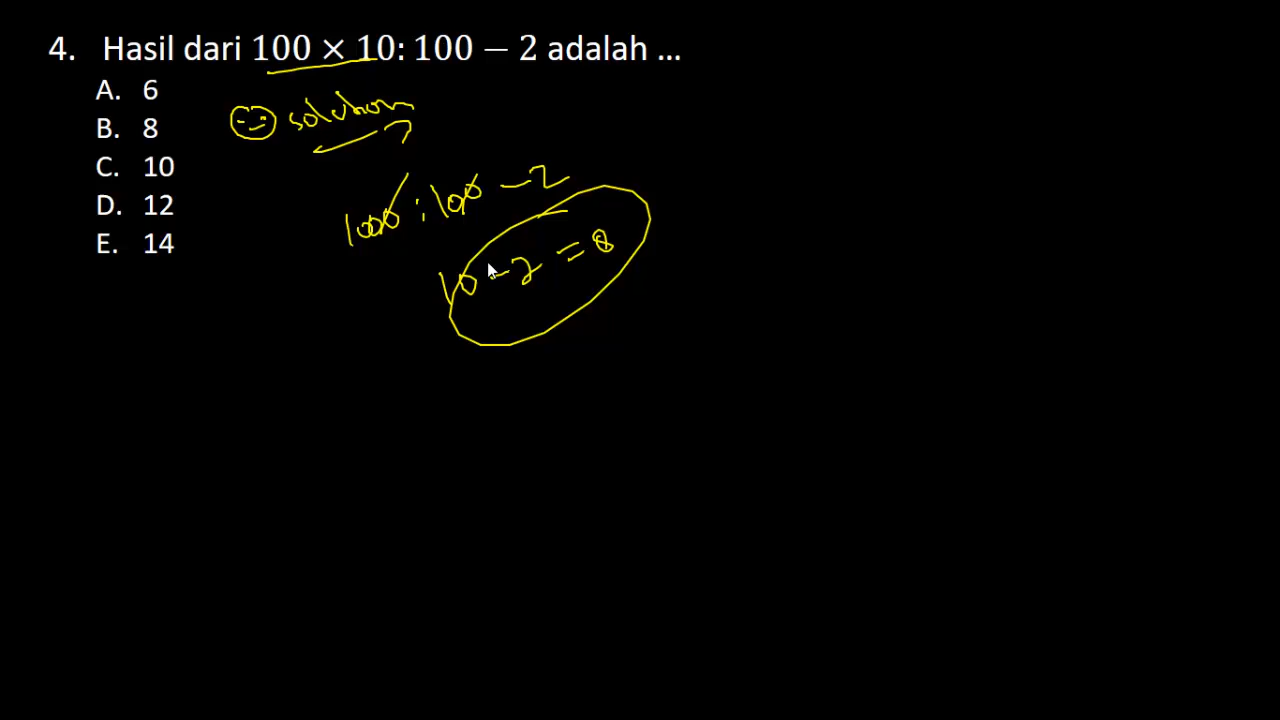 4. Hasil dari 100 × 10: 100 − 2 adalah ...
A. 6
B. 8
C. 10
D. 12
E. 14
solution
1000 : 100 − 2
10 − 2 = 8